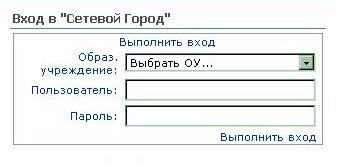 Вход в "Сетевой Город"
Выполнить вход
Образ. учреждение:
Выбрать ОУ...
Пользователь:
Пароль:
Выполнить вход